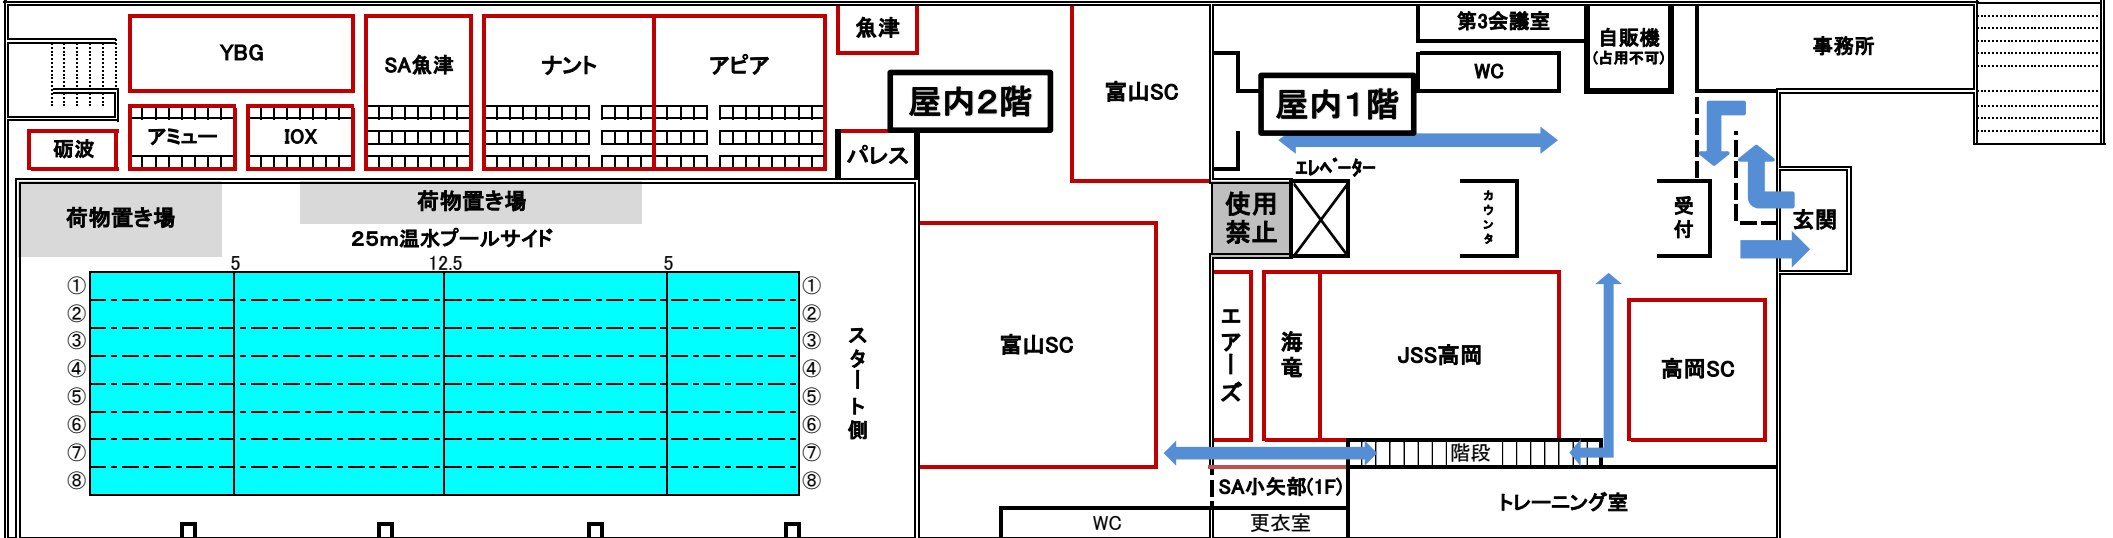 YBG
SA魚津
ナント
アピア
魚津
砺波
アミュー
IOX
パレス
屋内2階
富山SC
屋内1階
第3会議室
WC
自販機
(占用不可)
事務所
荷物置き場
荷物置き場
25m温水プールサイド
5
12.5
5
①
②
③
④
⑤
⑥
⑦
⑧
①
②
③
④
⑤
⑥
⑦
⑧
スタート側
富山SC
使用
禁止
エレベーター
カウンタ
受付
玄関
エアーズ
海竜
JSS高岡
高岡SC
階段
SA小矢部(1F)
トレーニング室
WC
更衣室